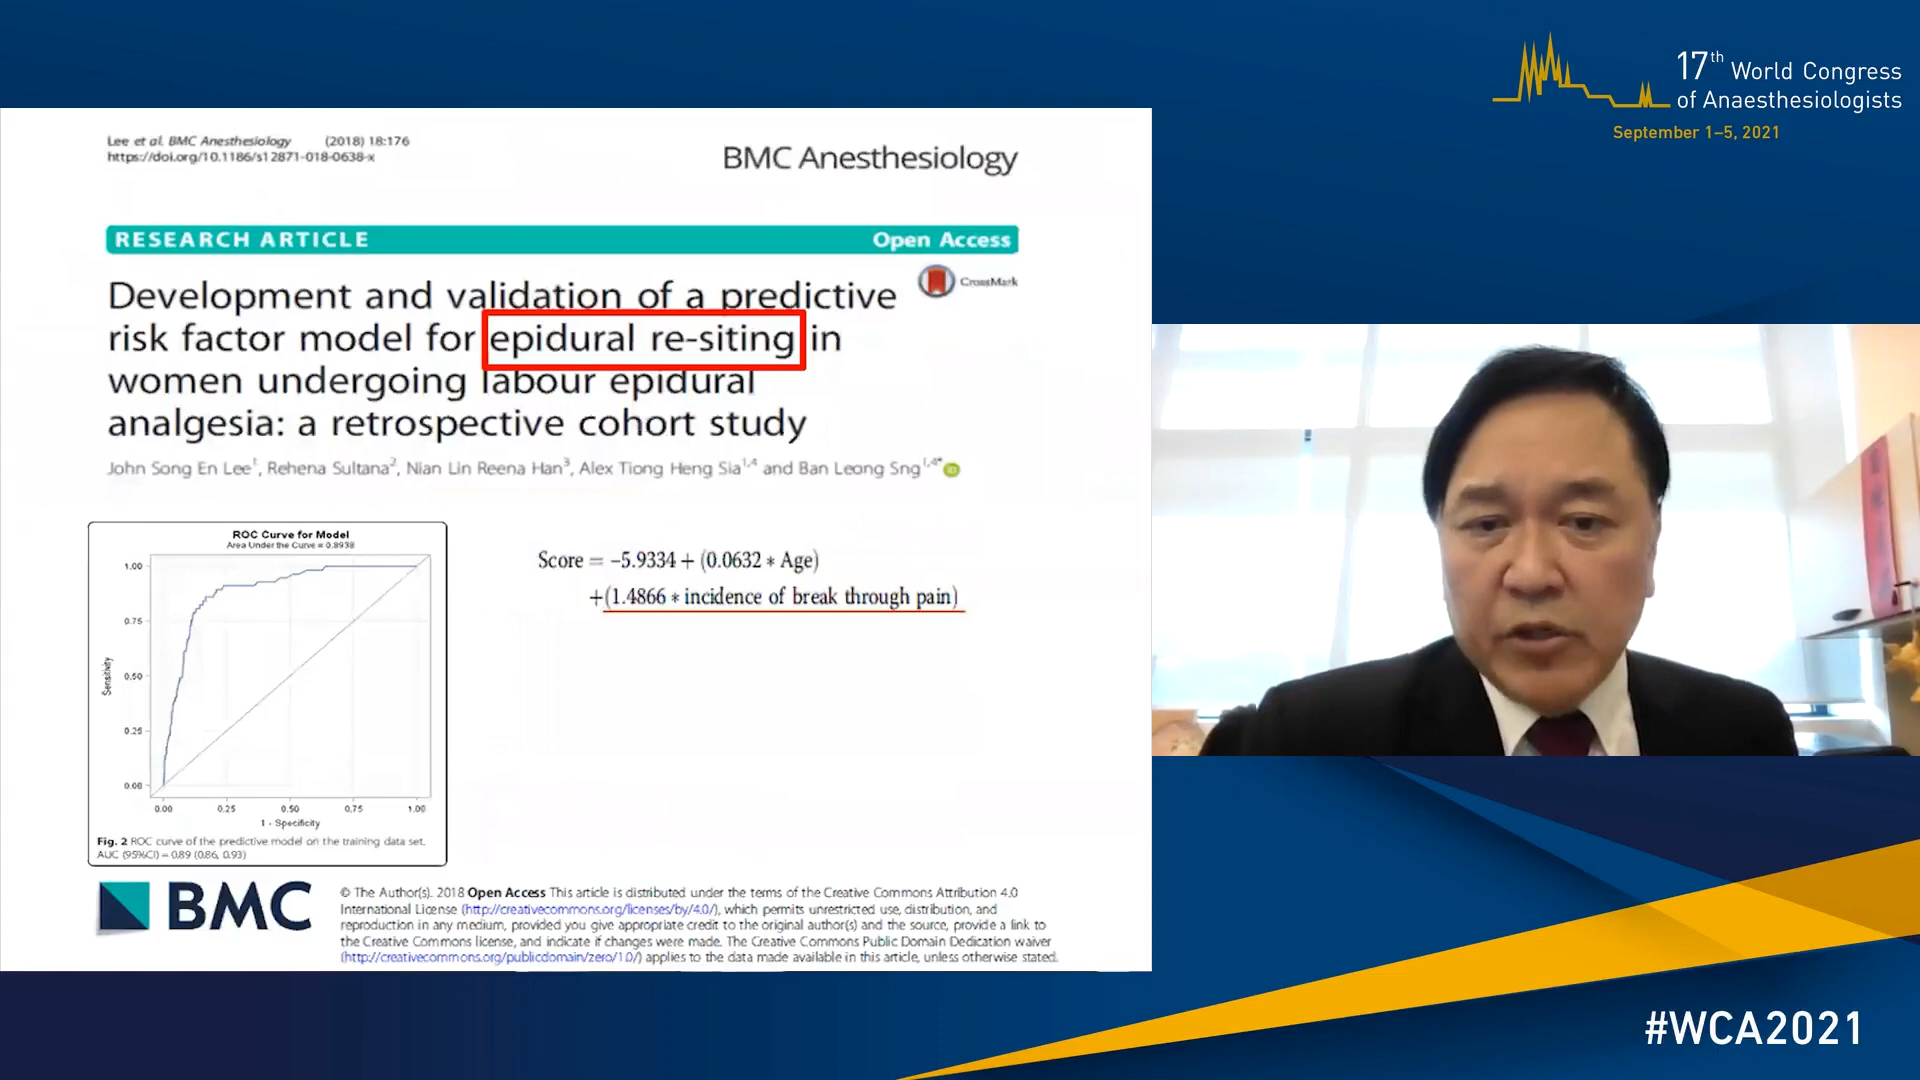 17th World Congress
of Anaesthesiologists
September 1–5, 2021
Lee et al. BMC Anesthesiology (2018) 18:176
https://doi.org/10.1186/s12871-018-0638-x
BMC Anesthesiology
RESEARCH ARTICLE Open Access
CrossMark
Development and validation of a predictive
risk factor model for epidural re-siting in
women undergoing labour epidural
analgesia: a retrospective cohort study
John Song En Lee1, Rehena Sultana2, Nian Lin Reena Han3, Alex Tiong Heng Sia1,4 and Ban Leong Sng1,4* iD
ROC Curve for Model
Area Under the Curve = 0.8938
1.00
0.75
0.50
0.25
0.00
Sensitivity
0.00 0.25 0.50 0.75 1.00
1 - Specificity
Fig. 2 ROC curve of the predictive model on the training data set.
AUC (95%CI) = 0.89 (0.86, 0.93)
Score = −5.9334 + (0.0632 * Age)
+(1.4866 * incidence of break through pain)
BMC
© The Author(s). 2018 Open Access This article is distributed under the terms of the Creative Commons Attribution 4.0
International License (http://creativecommons.org/licenses/by/4.0/), which permits unrestricted use, distribution, and
reproduction in any medium, provided you give appropriate credit to the original author(s) and the source, provide a link to
the Creative Commons license, and indicate if changes were made. The Creative Commons Public Domain Dedication waiver
(http://creativecommons.org/publicdomain/zero/1.0/) applies to the data made available in this article, unless otherwise stated.
#WCA2021